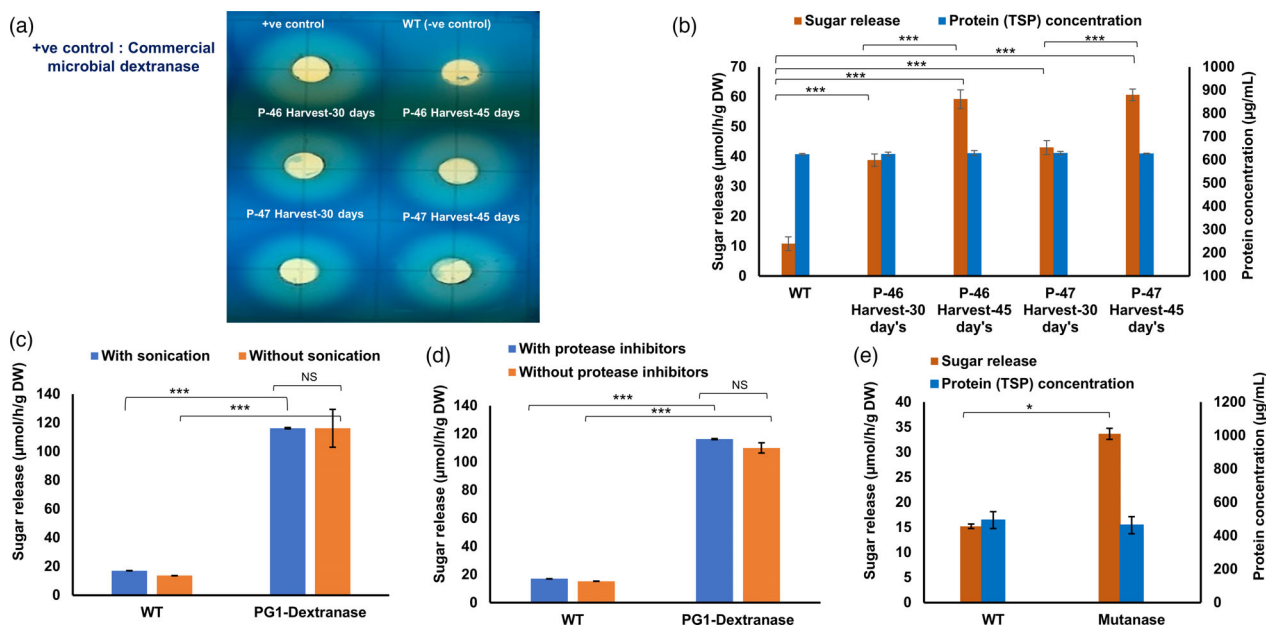 (a)
+ve control : Commercial
microbial dextranase
+ve control
WT (-ve control)
P-46 Harvest-30 days
P-46 Harvest-45 days
P-47 Harvest-30 days
P-47 Harvest-45 days
(b)
Sugar release
Protein (TSP) concentration
***
***
***
***
***
***
Sugar release (µmol/h/g DW)
70
60
50
40
30
20
10
0
1000
900
800
700
600
500
400
300
200
100
Protein concentration (µg/mL)
WT
P-46
Harvest-30
day's
P-46
Harvest-45
day's
P-47
Harvest-30
day's
P-47
Harvest-45
day's
(c)
With sonication
Without sonication
NS
***
***
Sugar release (µmol/h/g DW)
140
120
100
80
60
40
20
0
WT
PG1-Dextranase
(d)
With protease inhibitors
Without protease inhibitors
NS
***
***
Sugar release (µmol/h/g DW)
140
120
100
80
60
40
20
0
WT
PG1-Dextranase
(e)
Sugar release
Protein (TSP) concentration
*
Sugar release (µmol/h/g DW)
40
35
30
25
20
15
10
5
0
1200
1000
800
600
400
200
0
Protein concentration (µg/mL)
WT
Mutanase